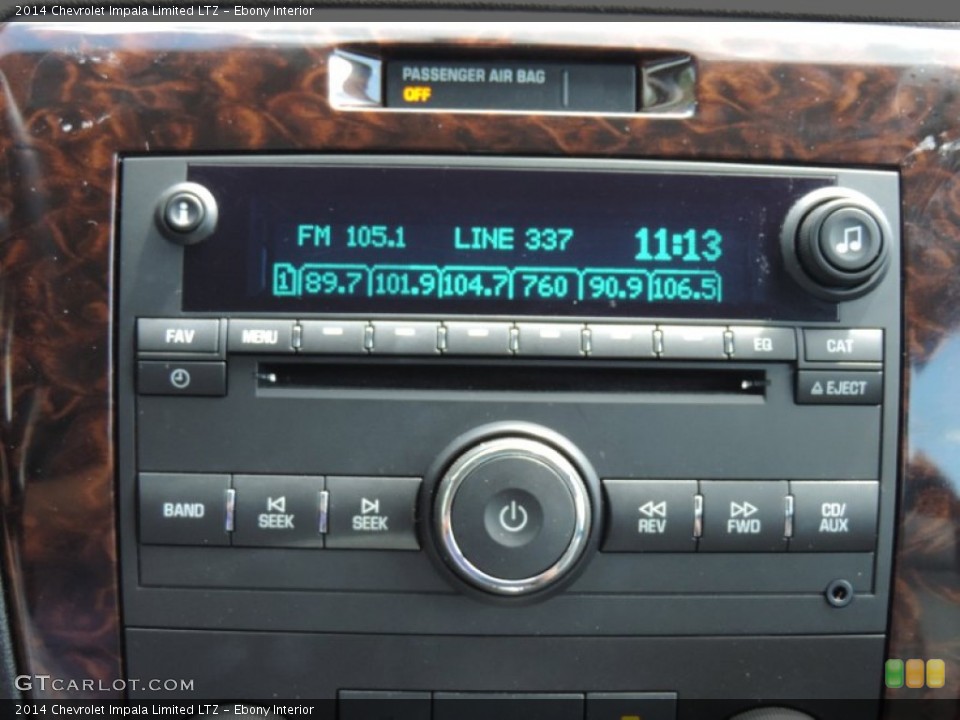 2014 Chevrolet Impala Limited LTZ - Ebony Interior
PASSENGER AIR BAG
OFF
i
FM 105.1 LINE 337 11:13
1 89.7 101.9 104.7 760 90.9 106.5
FAV MENU EQ CAT
EJECT
BAND SEEK SEEK REV FWD CD/
AUX
GTCARLOT.COM
2014 Chevrolet Impala Limited LTZ - Ebony Interior